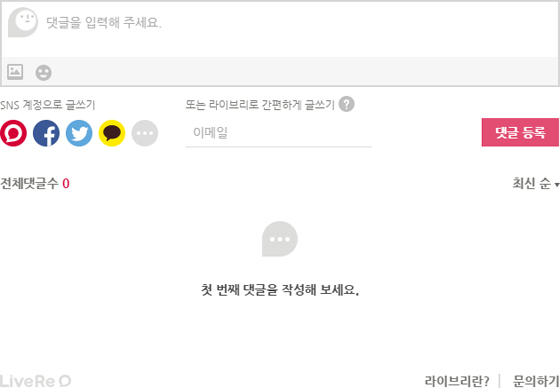 댓글을 입력해 주세요.
SNS 계정으로 글쓰기
또는 라이브리로 간편하게 글쓰기 ?
이메일
댓글 등록
전체댓글수 0
최신 순
첫 번째 댓글을 작성해 보세요.
LiveRe
라이브리란? | 문의하기